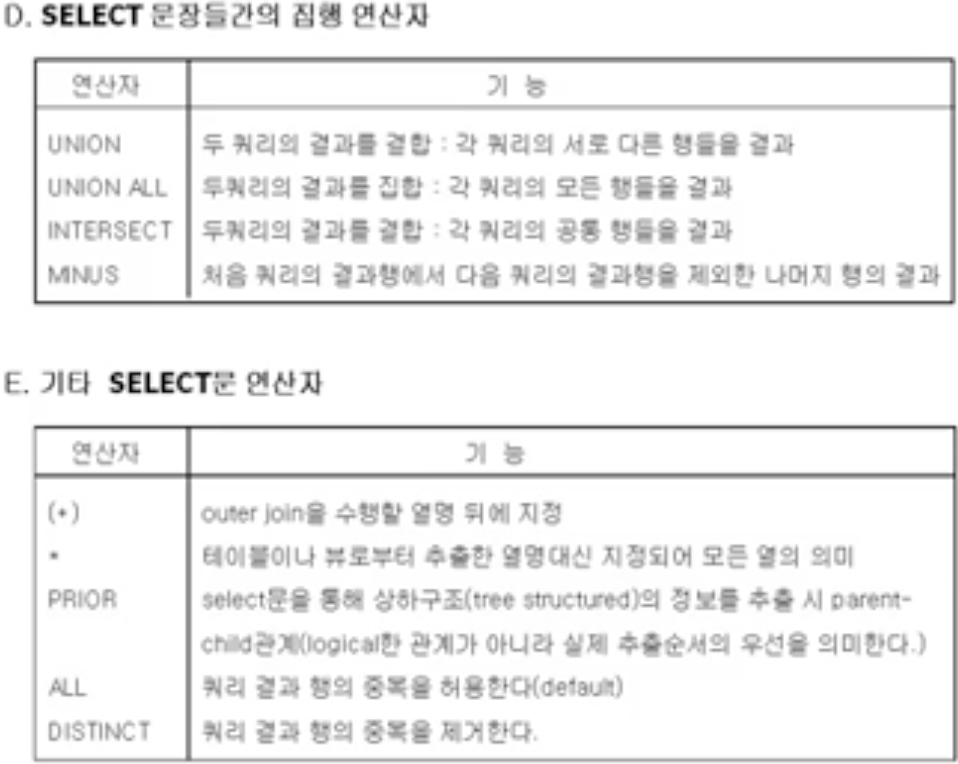 D. SELECT 문장들간의 집행 연산자
연산자 기 능
UNION 두 쿼리의 결과를 결합 : 각 쿼리의 서로 다른 행들을 결과
UNION ALL 두쿼리의 결과를 집합 : 각 쿼리의 모든 행들을 결과
INTERSECT 두쿼리의 결과를 결합 : 각 쿼리의 공통 행들을 결과
MINUS 처음 쿼리의 결과행에서 다음 쿼리의 결과행을 제외한 나머지 행의 결과
E. 기타 SELECT문 연산자
연산자 기 능
(+) outer join을 수행할 열명 뒤에 지정
* 테이블이나 뷰로부터 추출한 열명대신 지정되어 모든 열의 의미
PRIOR select문을 통해 상하구조(tree structured)의 정보를 추출 시 parent-
child관계(logical한 관계가 아니라 실제 추출순서의 우선을 의미한다.)
ALL 쿼리 결과 행의 중복을 허용한다(default)
DISTINCT 쿼리 결과 행의 중복을 제거한다.